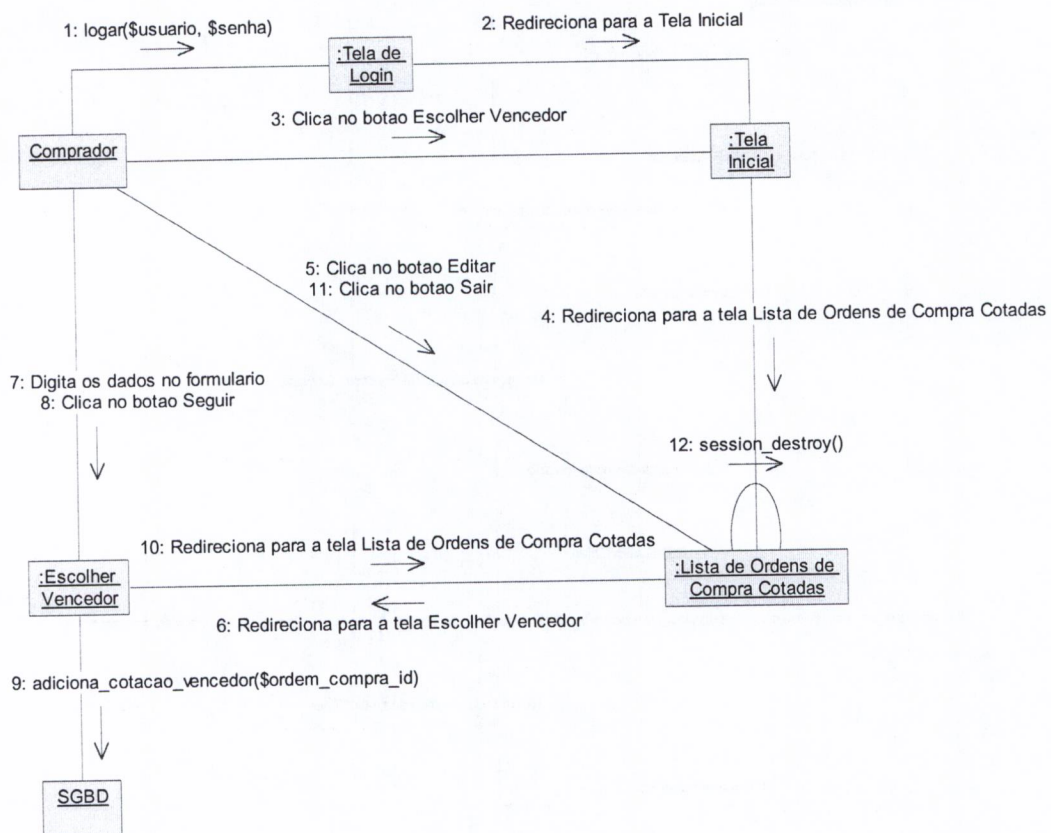 1: logar($usuario, $senha)
2: Redireciona para a Tela Inicial
:Tela de
Login
3: Clica no botao Escolher Vencedor
Comprador
:Tela
Inicial
5: Clica no botao Editar
11: Clica no botao Sair
4: Redireciona para a tela Lista de Ordens de Compra Cotadas
7: Digita os dados no formulario
8: Clica no botao Seguir
12: session_destroy()
10: Redireciona para a tela Lista de Ordens de Compra Cotadas
:Escolher
Vencedor
:Lista de Ordens de
Compra Cotadas
6: Redireciona para a tela Escolher Vencedor
9: adiciona_cotacao_vencedor($ordem_compra_id)
SGBD